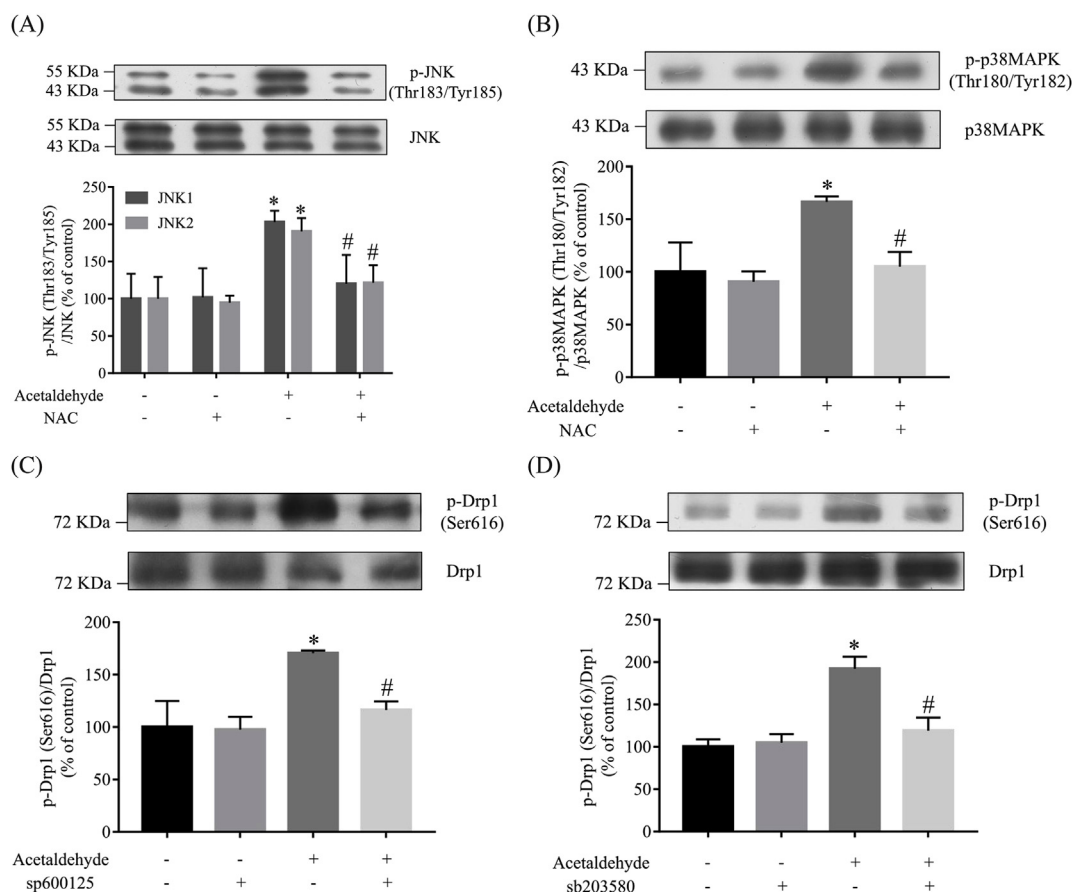 (A)
55 KDa
43 KDa
p-JNK
(Thr183/Tyr185)
55 KDa
43 KDa
JNK
p-JNK (Thr183/Tyr185)
/JNK (% of control)
250
200
150
100
50
0
JNK1
JNK2
* * # #
Acetaldehyde - - + +
NAC - + - +
(B)
43 KDa
p-p38MAPK
(Thr180/Tyr182)
43 KDa
p38MAPK
p-p38MAPK (Thr180/Tyr182)
/p38MAPK (% of control)
200
150
100
50
0
* #
Acetaldehyde - - + +
NAC - + - +
(C)
72 KDa
p-Drp1
(Ser616)
72 KDa
Drp1
p-Drp1 (Ser616)/Drp1
(% of control)
200
150
100
50
0
* #
Acetaldehyde - - + +
sp600125 - + - +
(D)
72 KDa
p-Drp1
(Ser616)
72 KDa
Drp1
p-Drp1 (Ser616)/Drp1
(% of control)
250
200
150
100
50
0
* #
Acetaldehyde - - + +
sb203580 - + - +